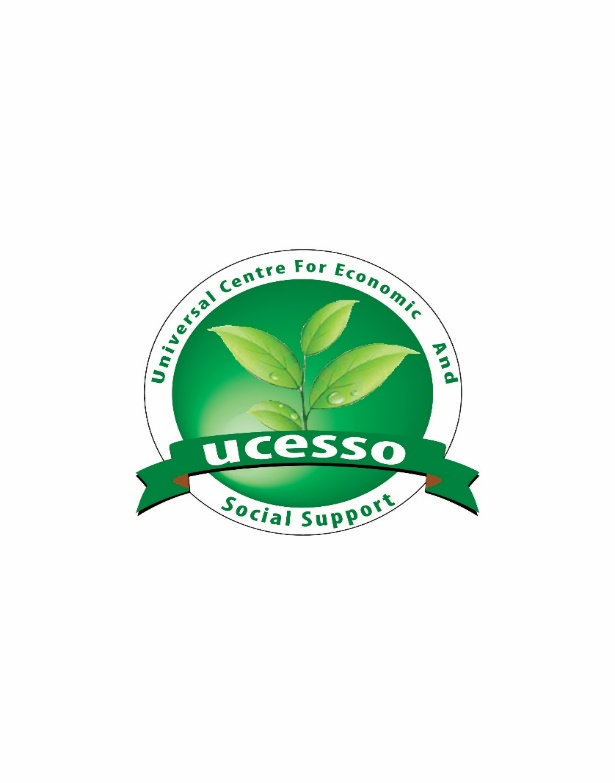 Universal Centre For Economic And
ucesso
Social Support